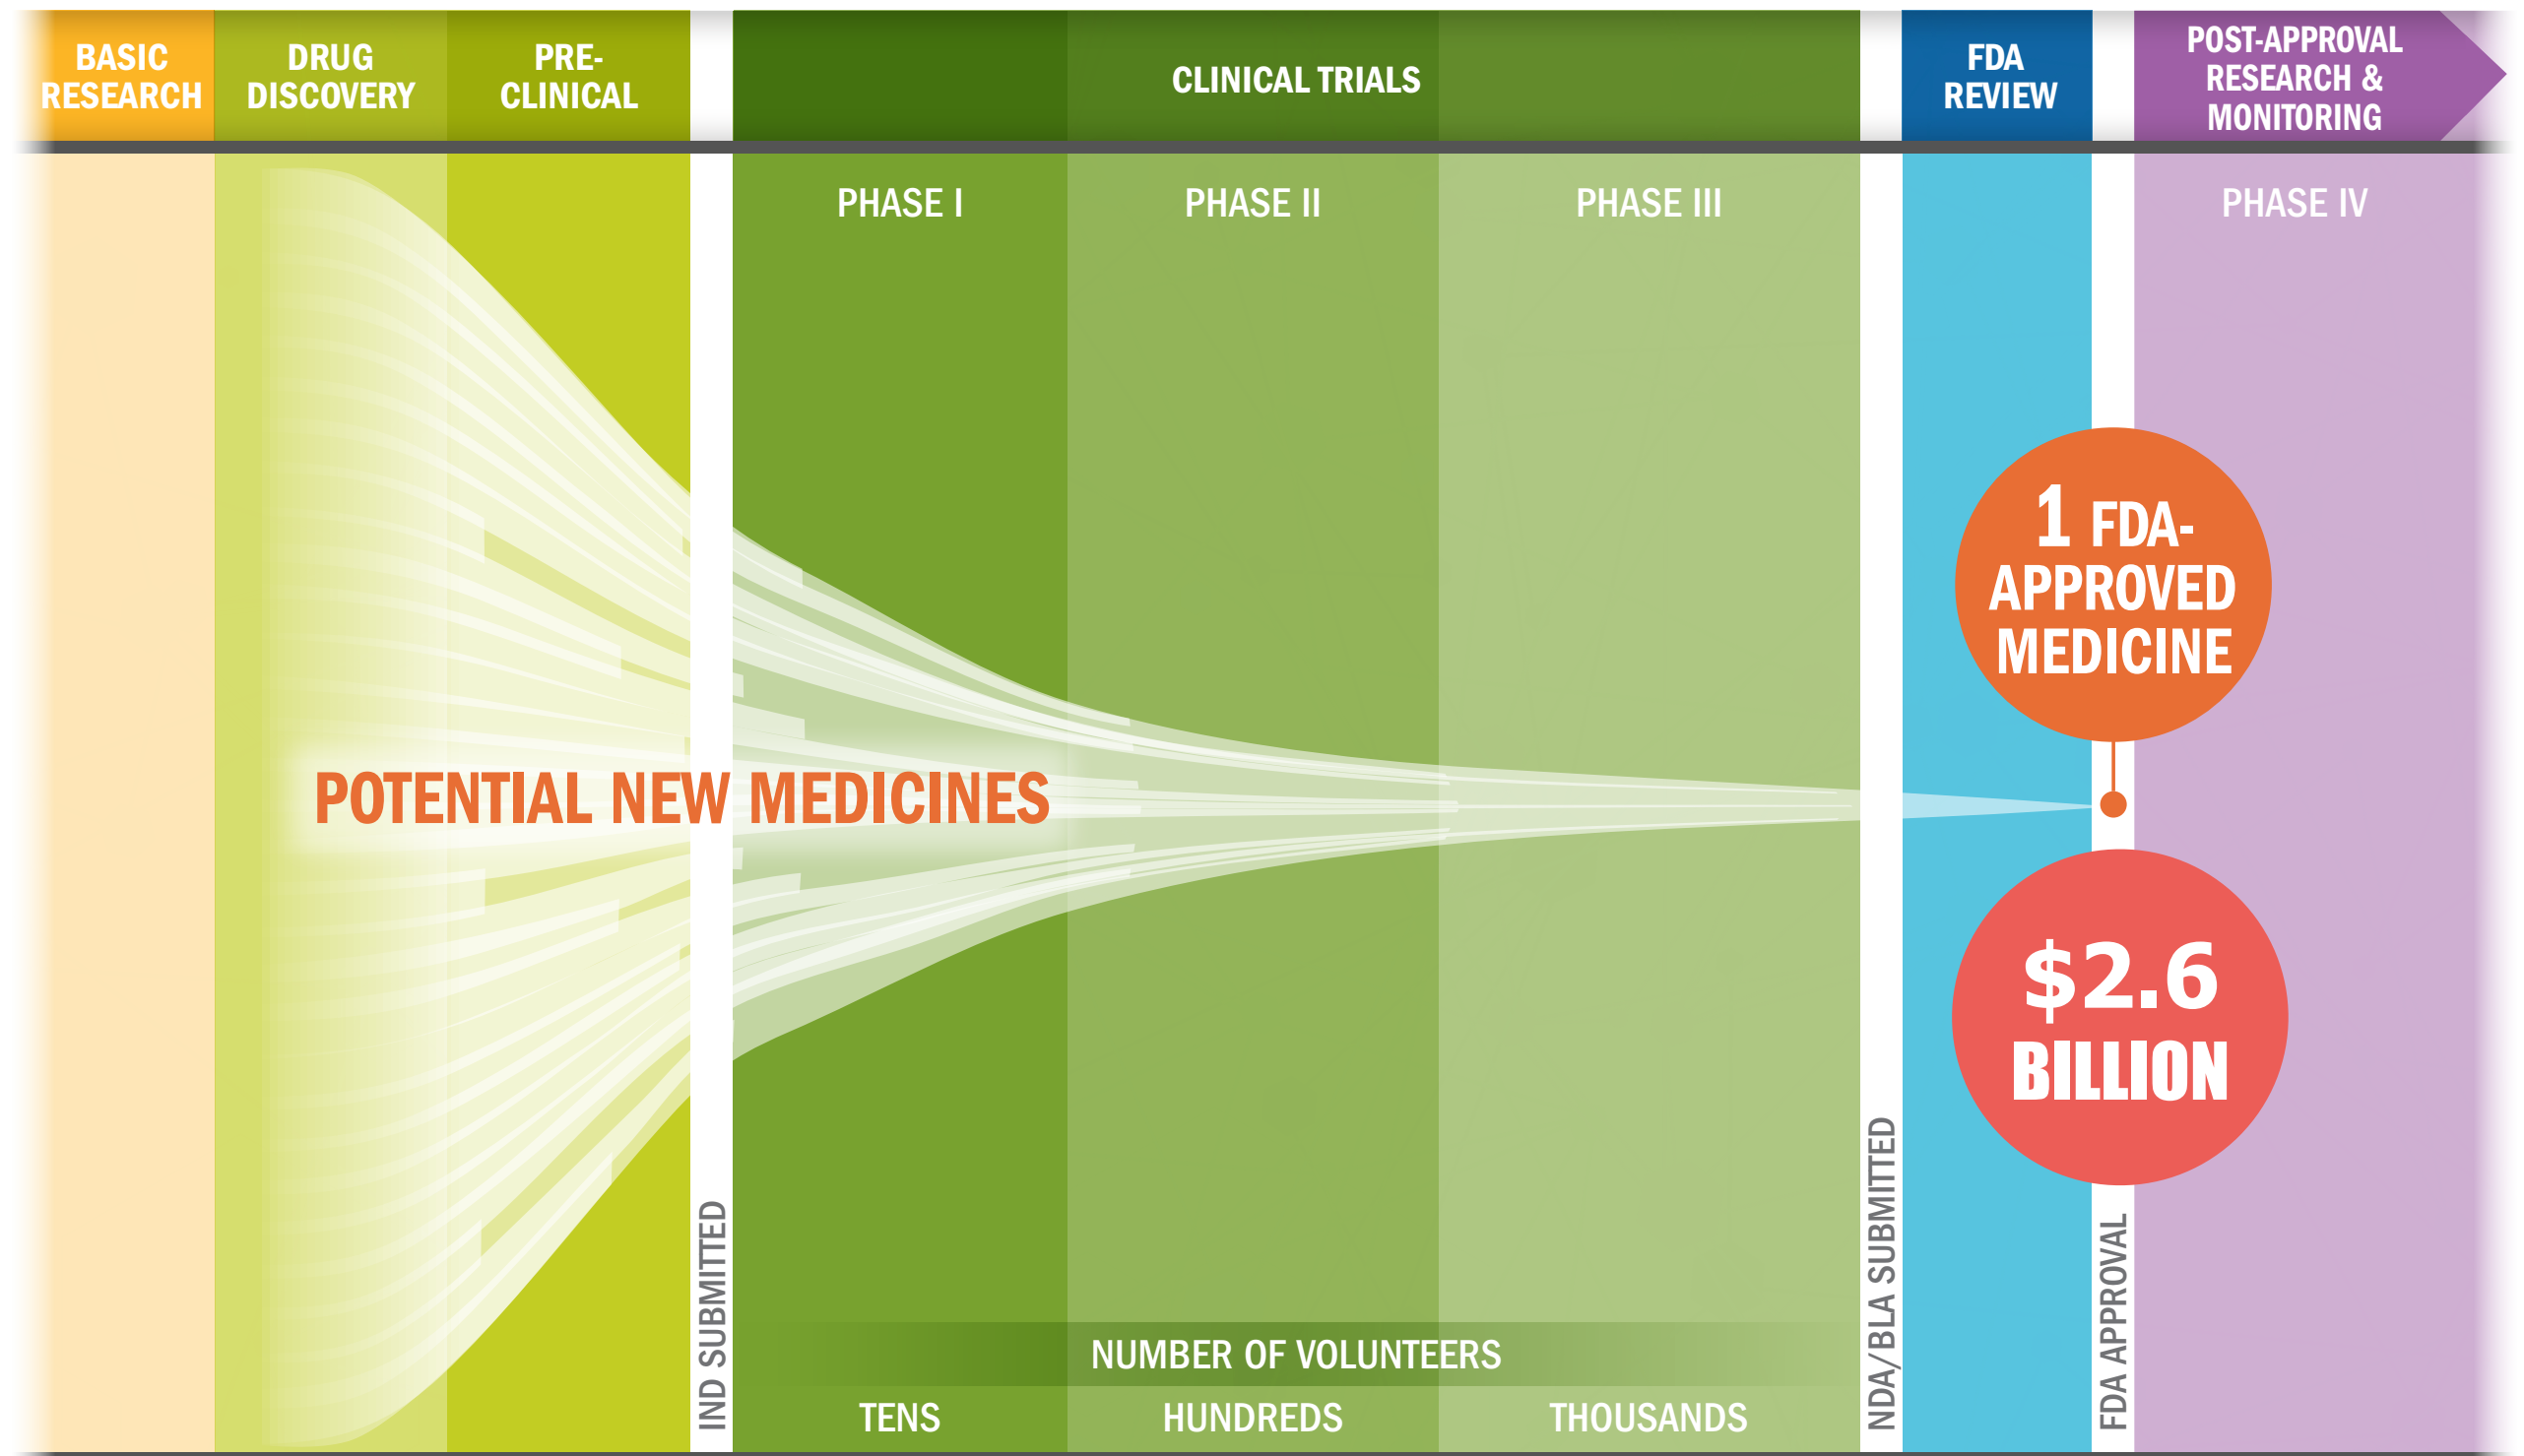 BASIC
RESEARCH
DRUG
DISCOVERY
PRE-
CLINICAL
CLINICAL TRIALS
FDA
REVIEW
POST-APPROVAL
RESEARCH &
MONITORING
PHASE I
PHASE II
PHASE III
PHASE IV
1 FDA-
APPROVED
MEDICINE
POTENTIAL NEW MEDICINES
$2.6
BILLION
IND SUBMITTED
NDA/BLA SUBMITTED
FDA APPROVAL
NUMBER OF VOLUNTEERS
TENS
HUNDREDS
THOUSANDS